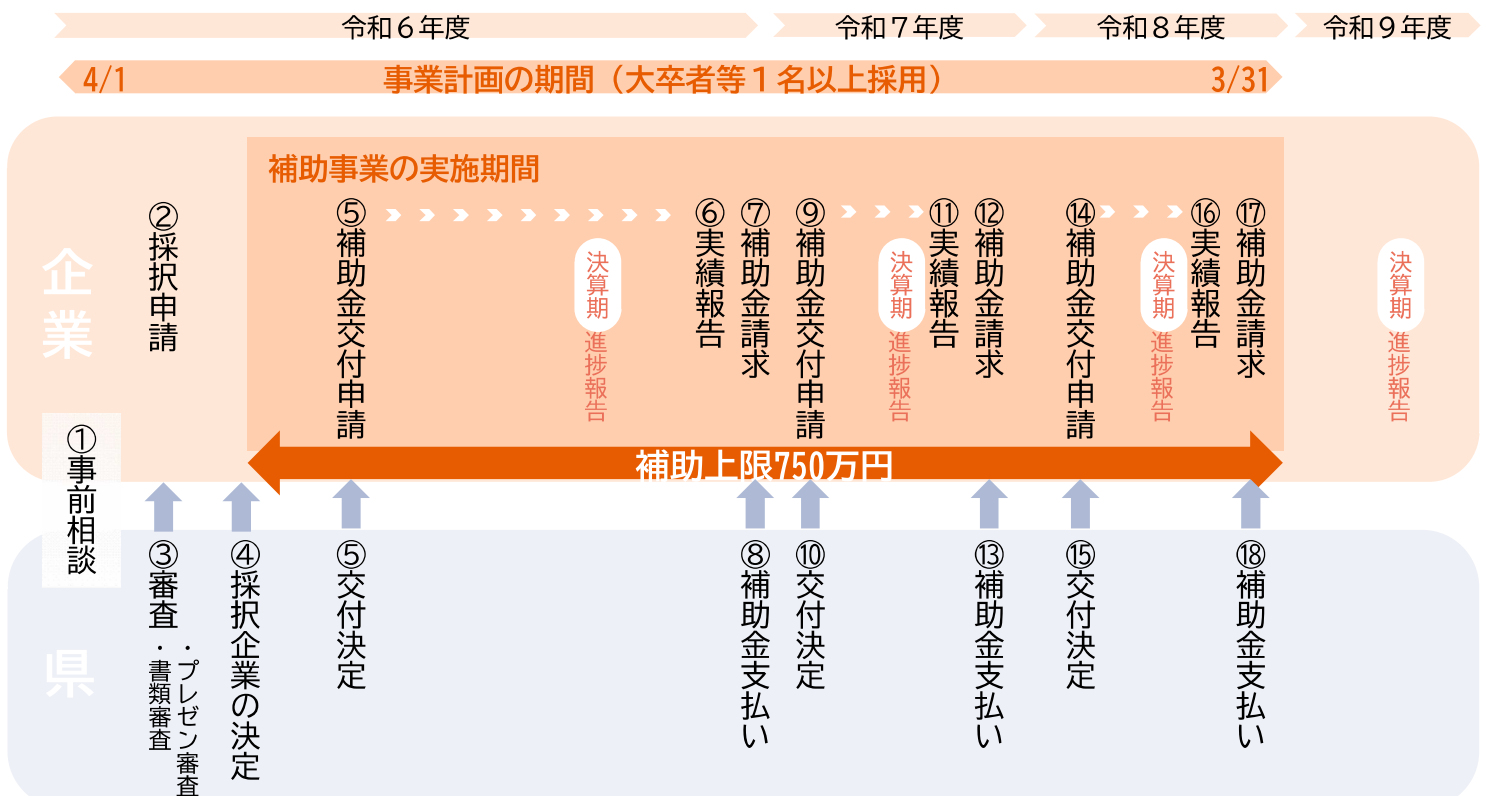 令和６年度
令和７年度
令和８年度
令和９年度
4/1
事業計画の期間（大卒者等１名以上採用）
3/31
補助事業の実施期間
企業
①事前相談
②採択申請
⑤補助金交付申請
決算期
進捗報告
⑥実績報告
⑦補助金請求
⑨補助金交付申請
決算期
進捗報告
⑪実績報告
⑫補助金請求
⑭補助金交付申請
決算期
進捗報告
⑯実績報告
⑰補助金請求
決算期
進捗報告
補助上限750万円
県
③審査
・プレゼン審査
・書類審査
④採択企業の決定
⑤交付決定
⑧補助金支払い
⑩交付決定
⑬補助金支払い
⑮交付決定
⑱補助金支払い